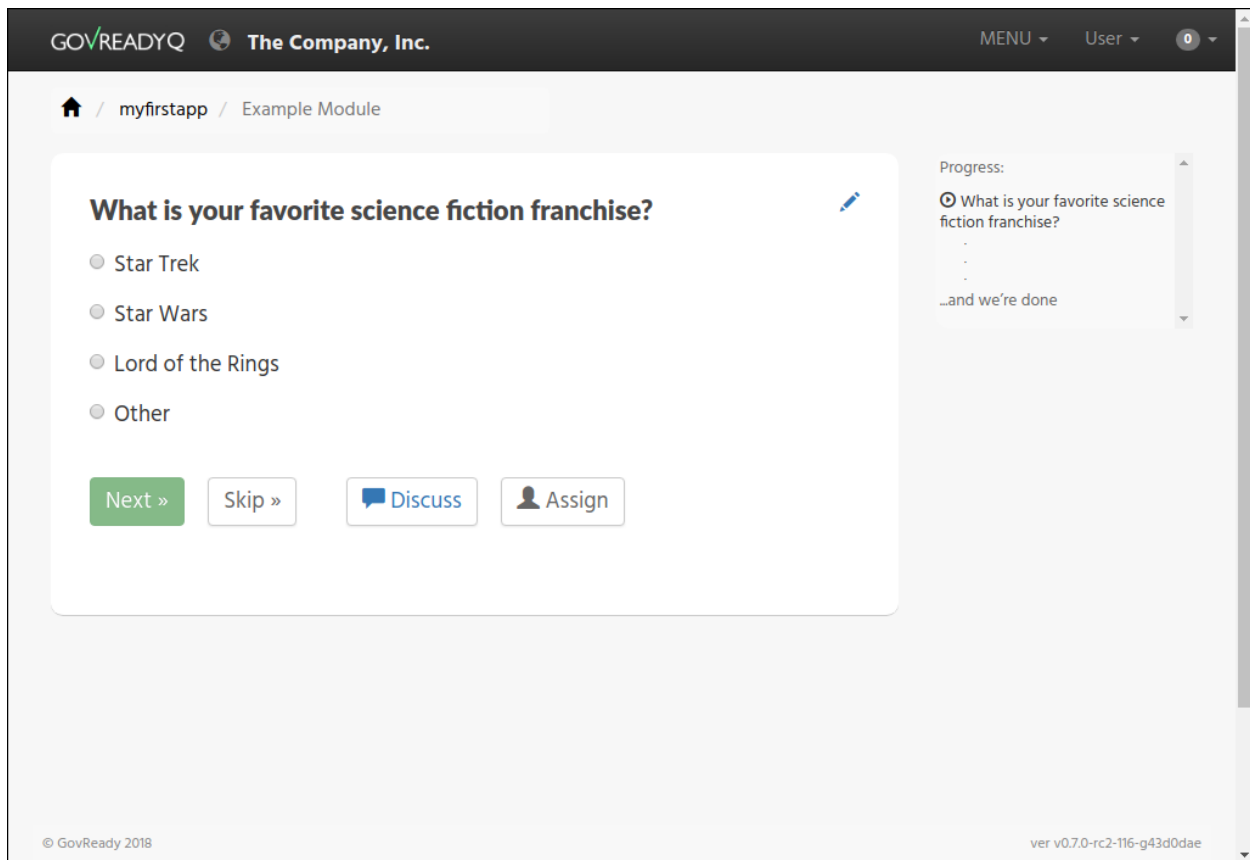 GOVREADYQ The Company, Inc. MENU User 0
/ myfirstapp / Example Module
What is your favorite science fiction franchise?
Star Trek
Star Wars
Lord of the Rings
Other
Next » Skip » Discuss Assign
Progress:
What is your favorite science
fiction franchise?
.
.
.
...and we’re done
© GovReady 2018 ver v0.7.0-rc2-116-g43d0dae